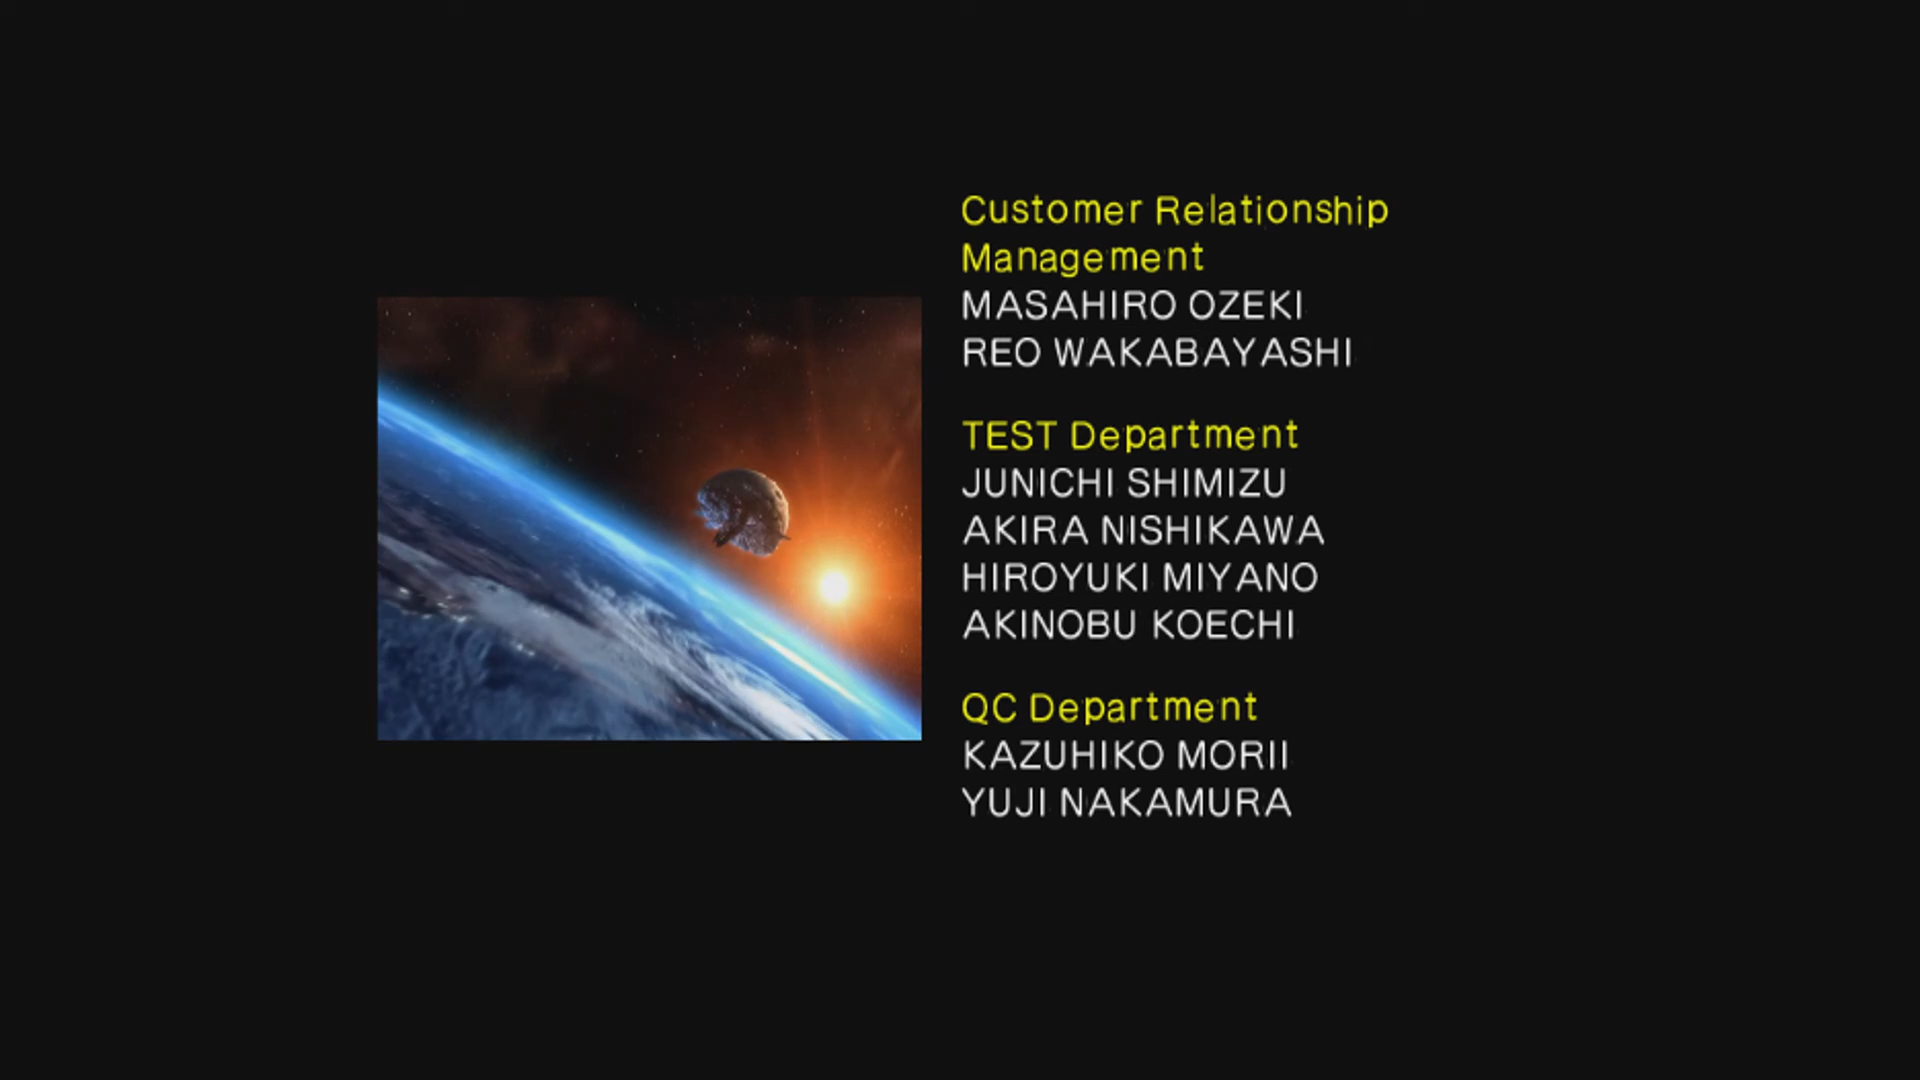 Customer Relationship
Management
MASAHIRO OZEKI
REO WAKABAYASHI
TEST Department
JUNICHI SHIMIZU
AKIRA NISHIKAWA
HIROYUKI MIYANO
AKINOBU KOECHI
QC Department
KAZUHIKO MORII
YUJI NAKAMURA